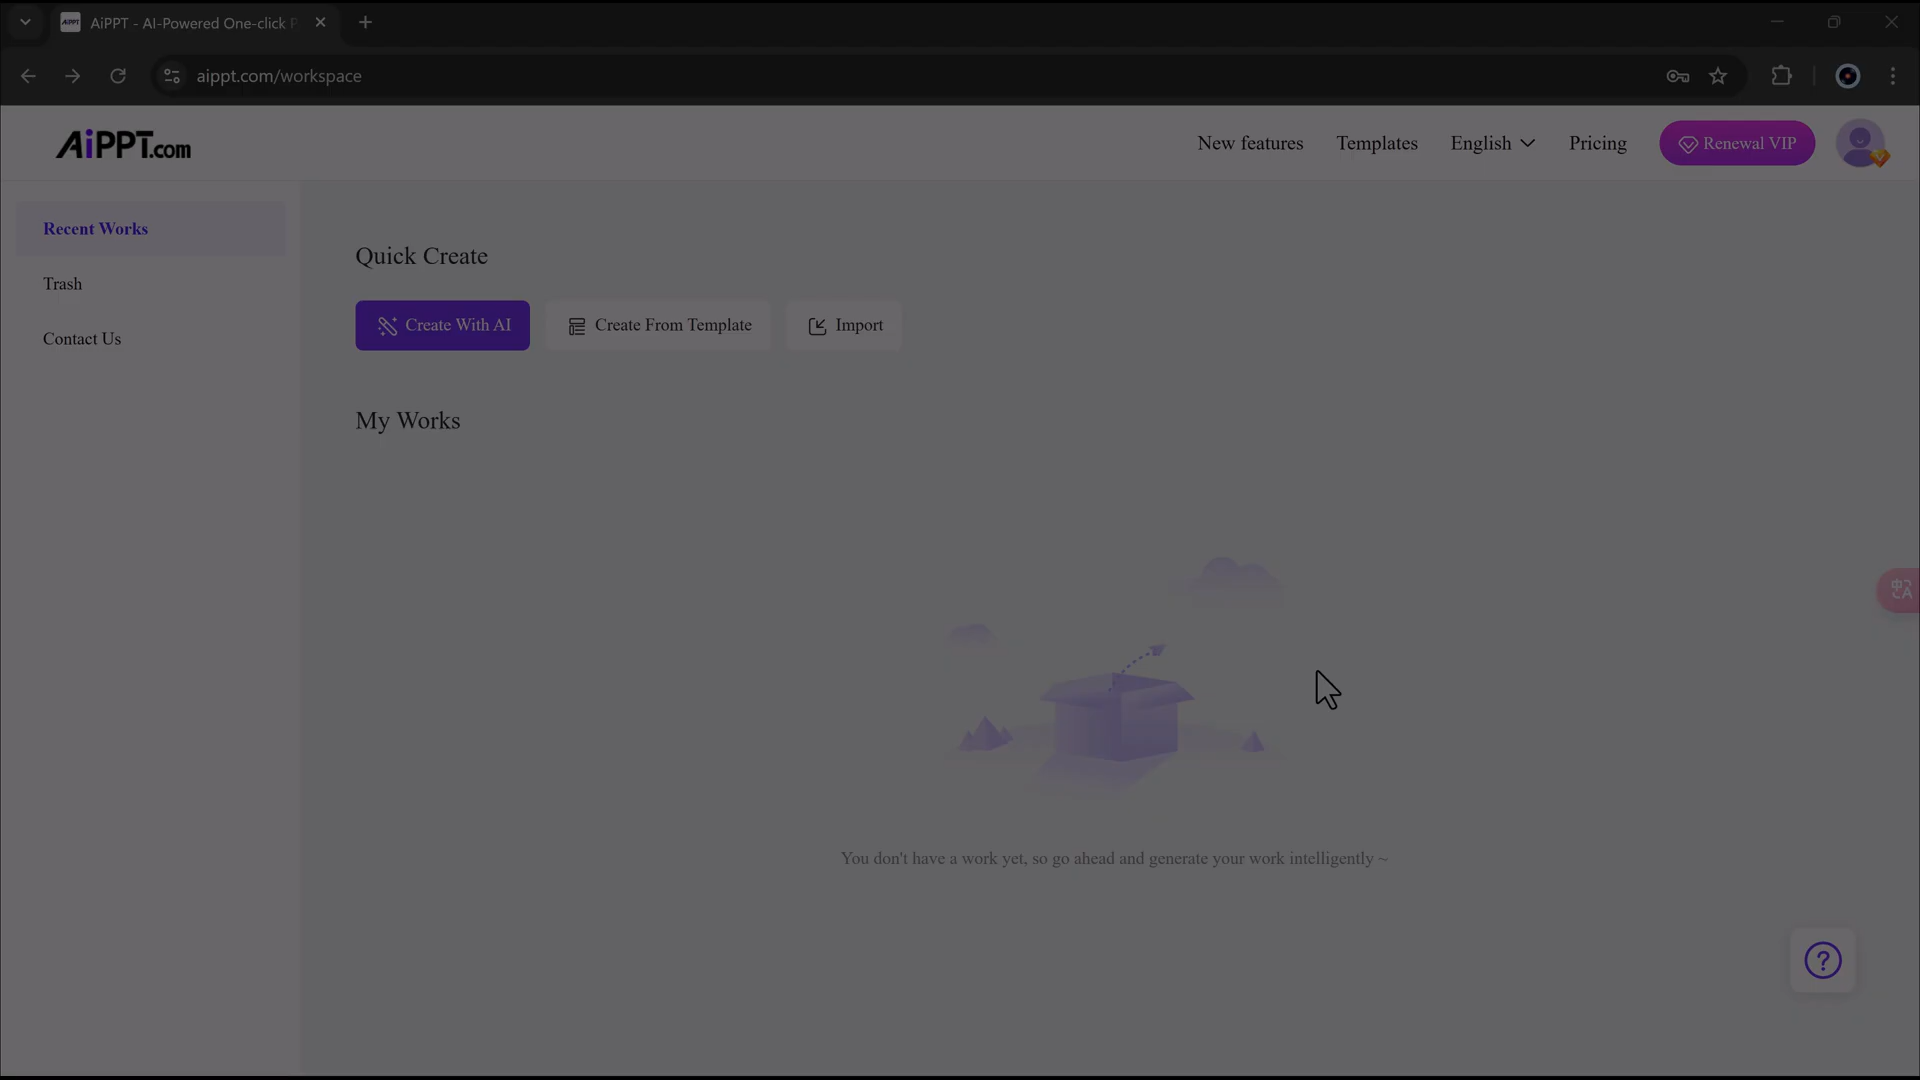 AiPPT - AI-Powered One-click P
aippt.com/workspace
AiPPT.com
New features
Templates
English
Pricing
Renewal VIP
Recent Works
Trash
Contact Us
Quick Create
Create With AI
Create From Template
Import
My Works
You don't have a work yet, so go ahead and generate your work intelligently ~